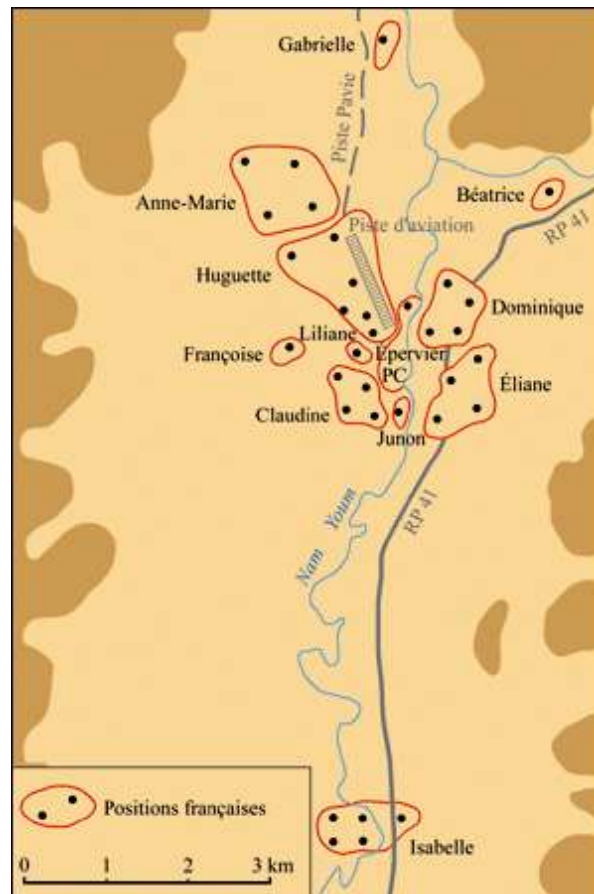 Gabrielle
Piste Pavie
Béatrice
Anne-Marie
RP 41
Piste d'aviation
Huguette
Dominique
Liliane
Françoise
Épervier
PC
Éliane
Claudine
Junon
RP 41
Nam Youm
Positions françaises
Isabelle
0 1 2 3 km